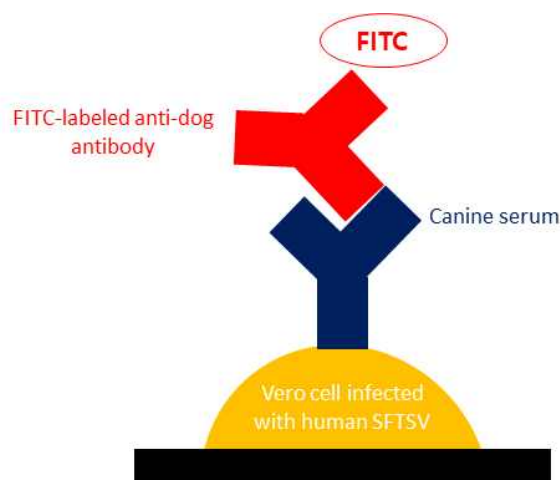 FITC
FITC-labeled anti-dog
antibody
Canine serum
Vero cell infected
with human SFTSV